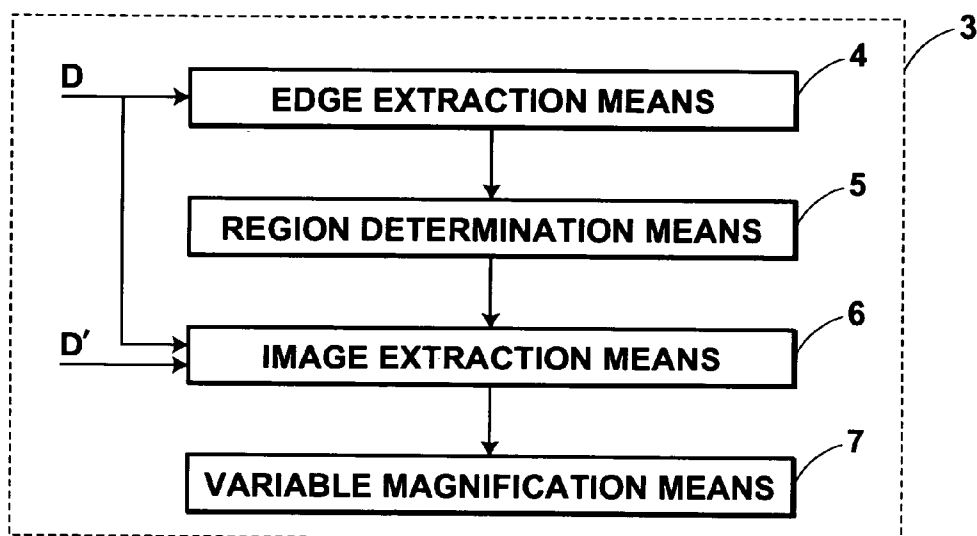 3
D
4
EDGE EXTRACTION MEANS
5
REGION DETERMINATION MEANS
6
D′
IMAGE EXTRACTION MEANS
7
VARIABLE MAGNIFICATION MEANS